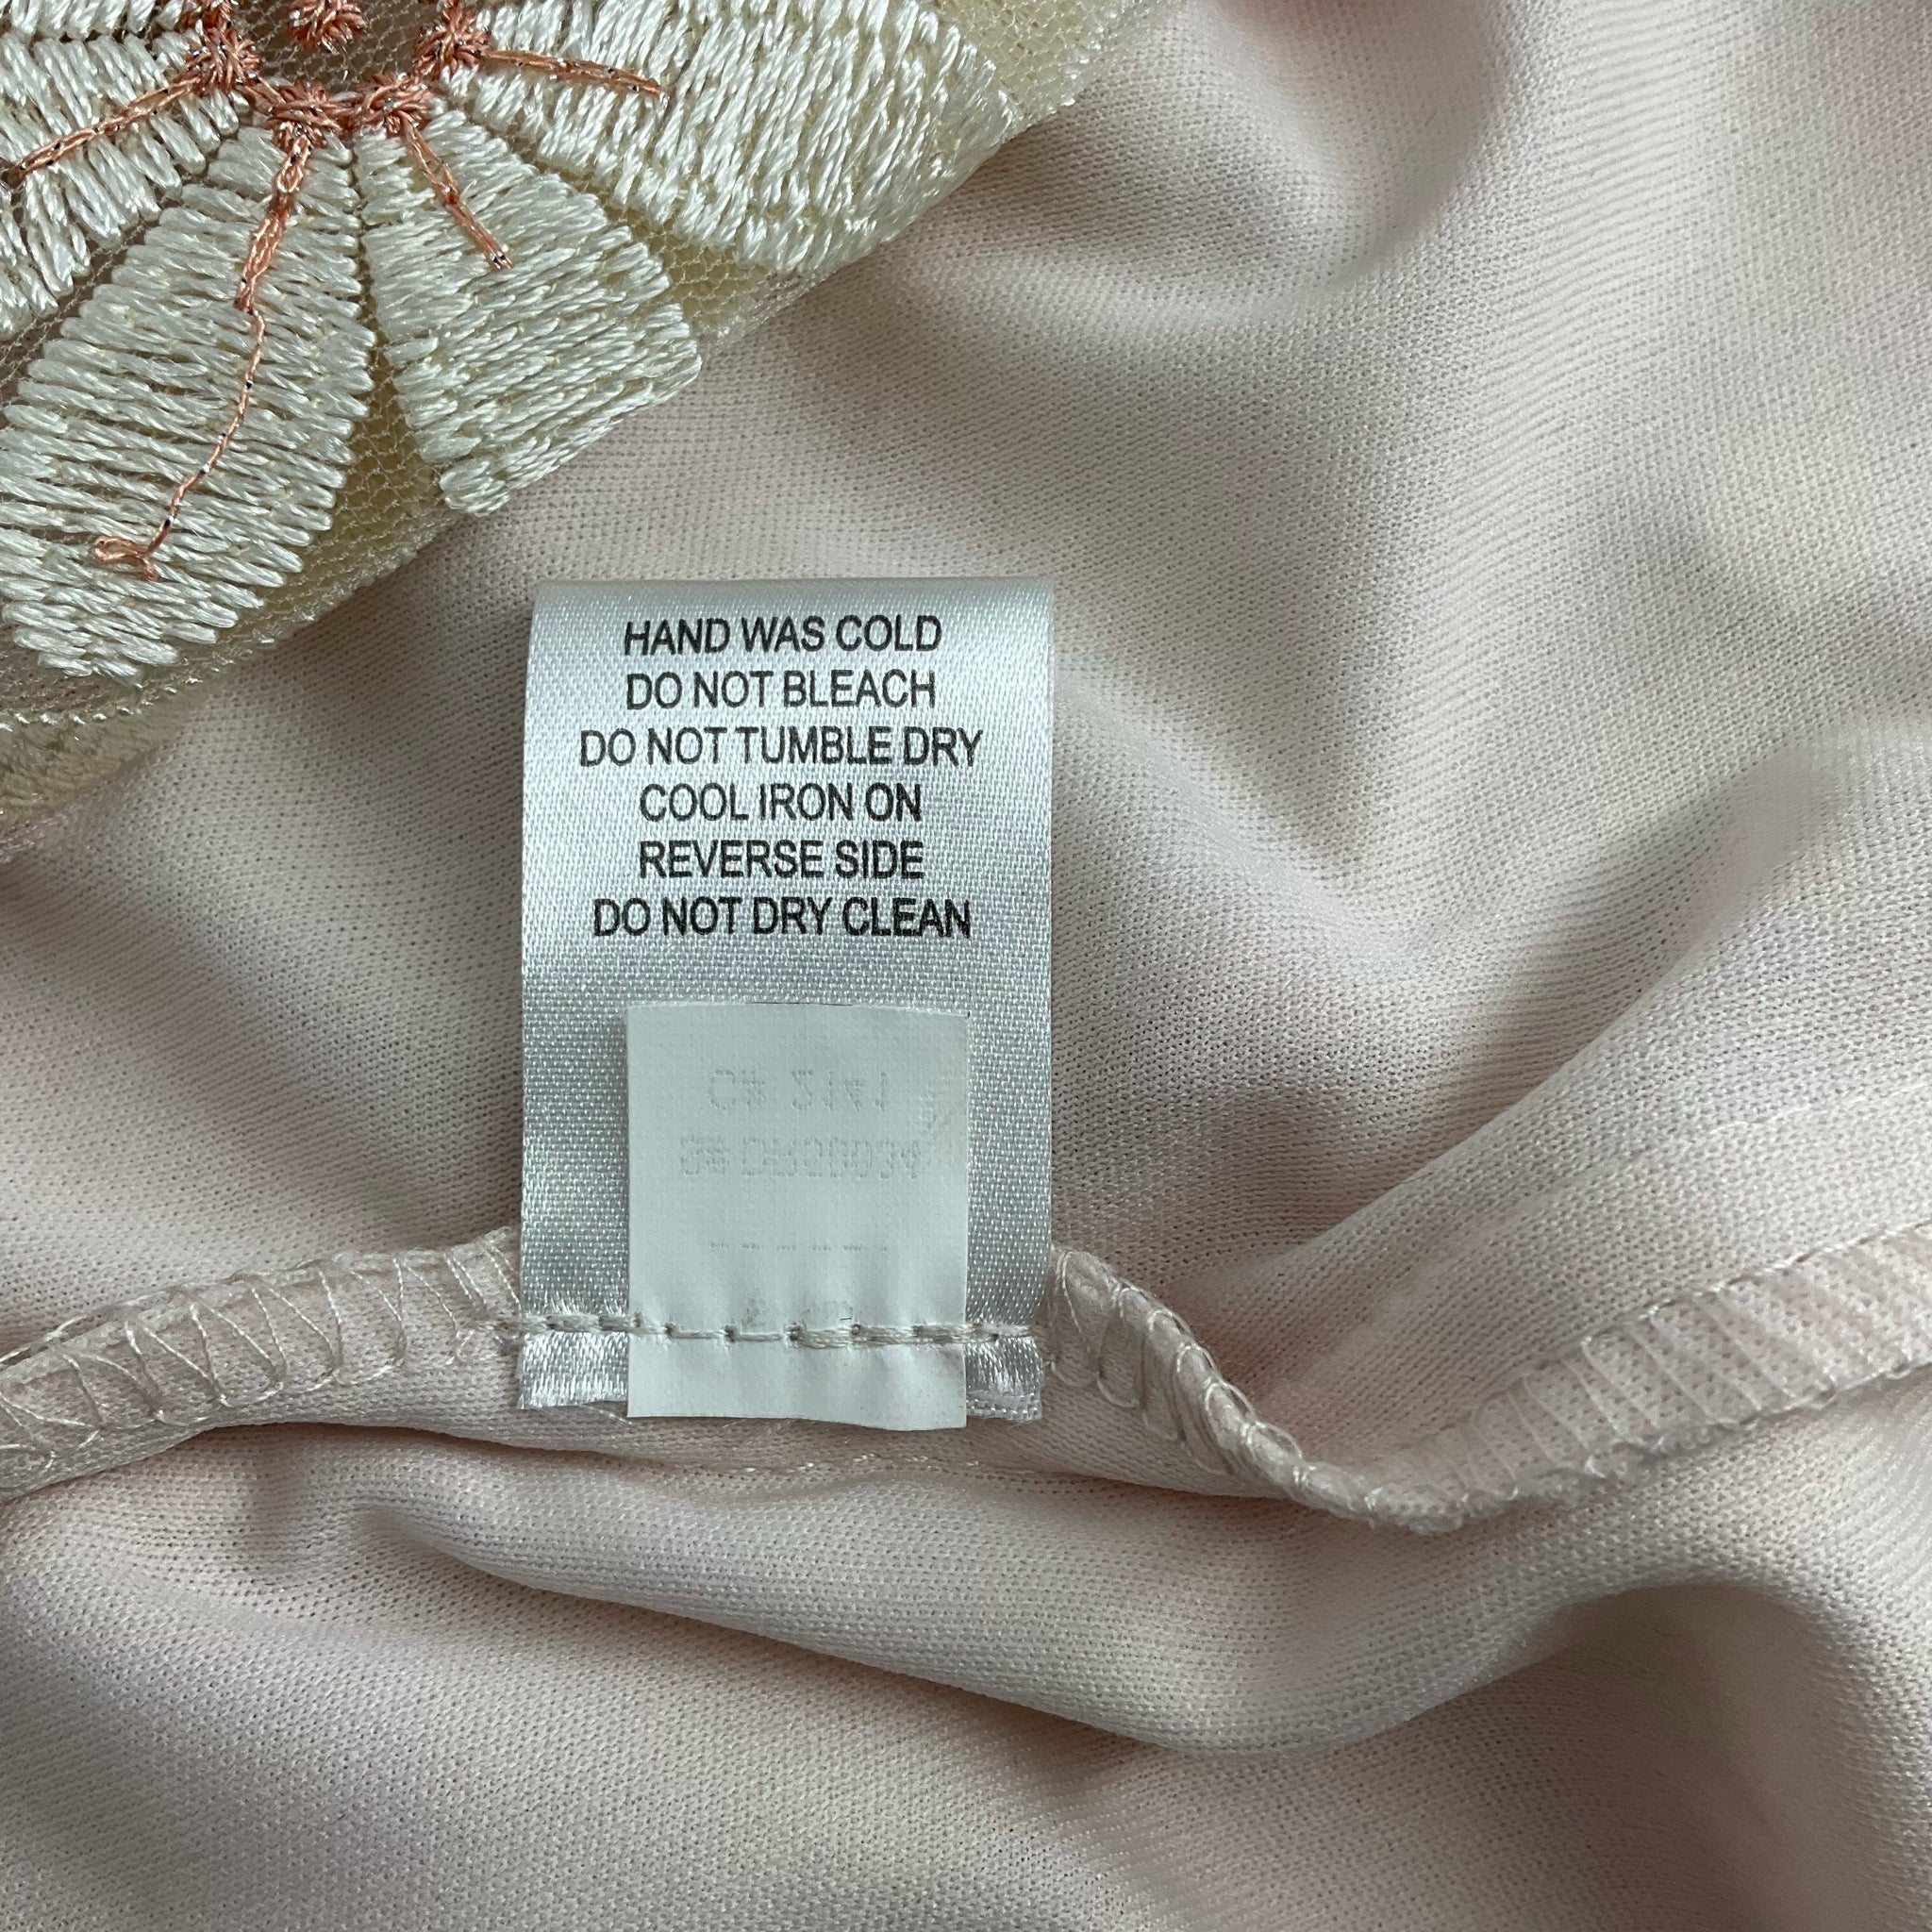 HAND WAS COLD
DO NOT BLEACH
DO NOT TUMBLE DRY
COOL IRON ON
REVERSE SIDE
DO NOT DRY CLEAN